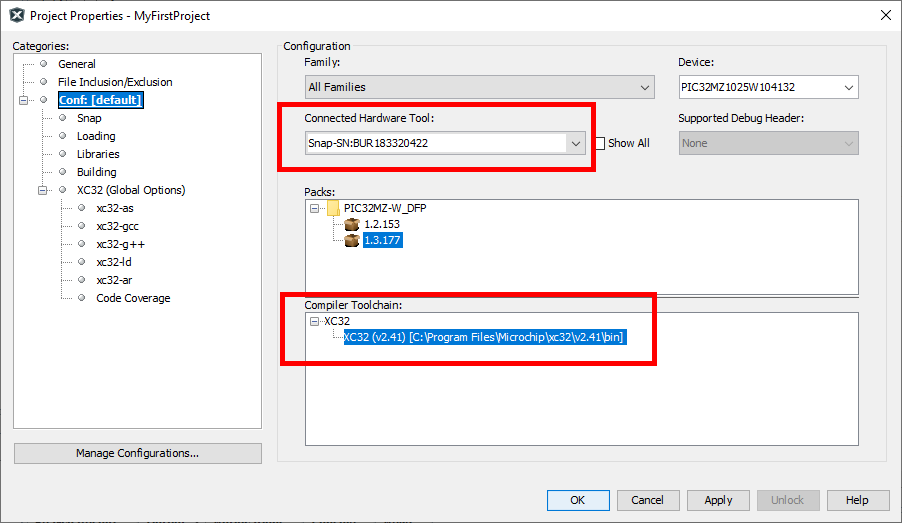 Project Properties - MyFirstProject
Categories:
General
File Inclusion/Exclusion
Conf: [default]
Snap
Loading
Libraries
Building
XC32 (Global Options)
xc32-as
xc32-gcc
xc32-g++
xc32-ld
xc32-ar
Code Coverage
Manage Configurations...
Configuration
Family:
All Families
Device:
PIC32MZ1025W104132
Connected Hardware Tool:
Snap-SN:BUR183320422
Show All
Supported Debug Header:
None
Packs:
PIC32MZ-W_DFP
1.2.153
1.3.177
Compiler Toolchain:
XC32
XC32 (v2.41) [C:\Program Files\Microchip\xc32\v2.41\bin]
OK
Cancel
Apply
Unlock
Help